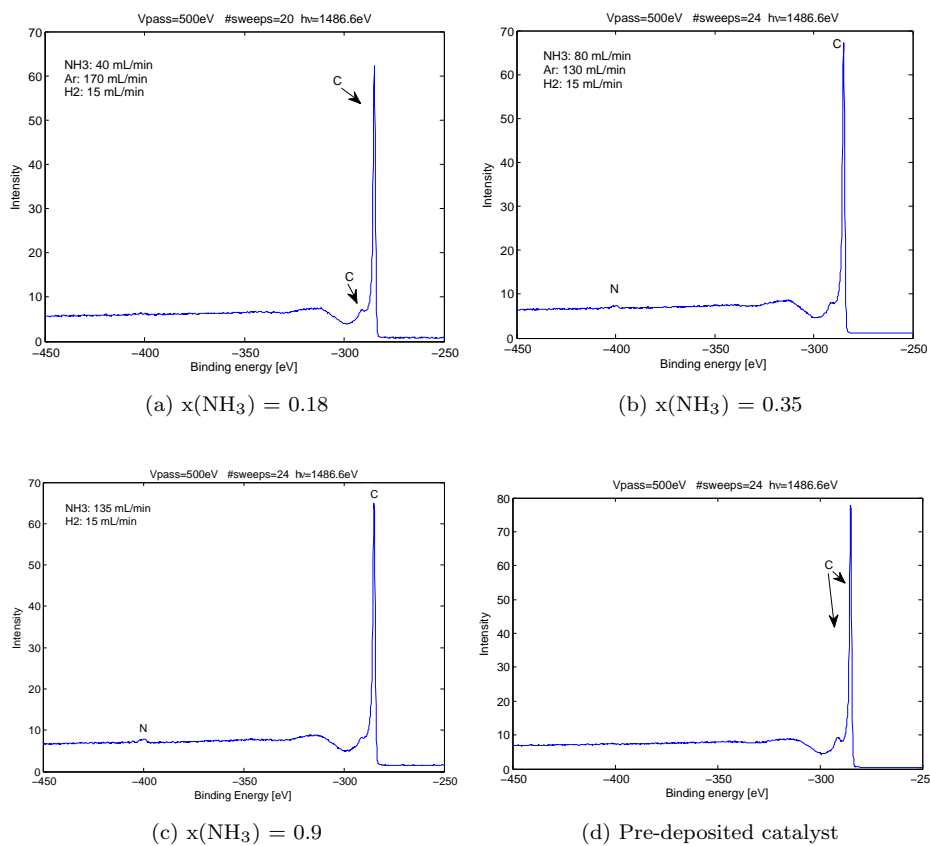 Vpass=500eV #sweeps=20 hν=1486.6eV
NH3: 40 mL/min
Ar: 170 mL/min
H2: 15 mL/min
C
C
Intensity
70
60
50
40
30
20
10
0
−450 −400 −350 −300 −250
Binding energy [eV]
(a) x(NH₃) = 0.18
Vpass=500eV #sweeps=24 hν=1486.6eV
C
NH3: 80 mL/min
Ar: 130 mL/min
H2: 15 mL/min
N
Intensity
70
60
50
40
30
20
10
0
−450 −400 −350 −300 −250
Binding energy [eV]
(b) x(NH₃) = 0.35
Vpass=500eV #sweeps=24 hν=1486.6eV
C
NH3: 135 mL/min
H2: 15 mL/min
N
Intensity
70
60
50
40
30
20
10
0
−450 −400 −350 −300 −250
Binding Energy [eV]
(c) x(NH₃) = 0.9
Vpass=500eV #sweeps=24 hν=1486.6eV
C
Intensity
80
70
60
50
40
30
20
10
0
−450 −400 −350 −300 −250
Binding energy [eV]
(d) Pre-deposited catalyst